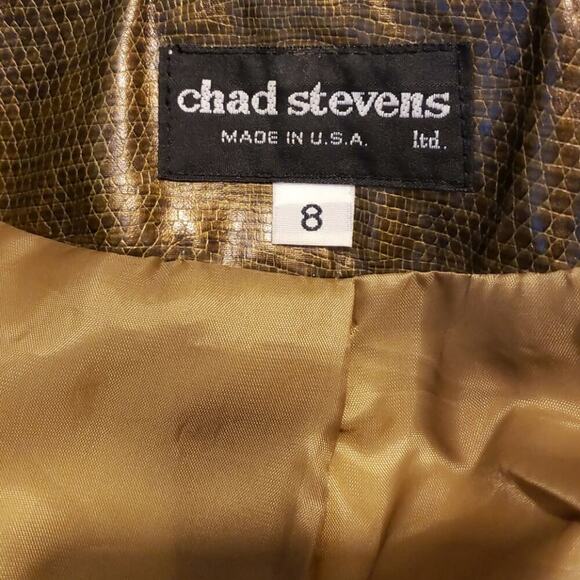 chad stevens
MADE IN U.S.A. ltd.
8